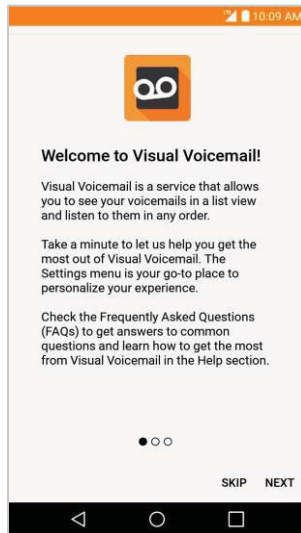 10:09 AM
Welcome to Visual Voicemail!
Visual Voicemail is a service that allows
you to see your voicemails in a list view
and listen to them in any order.
Take a minute to let us help you get the
most out of Visual Voicemail. The
Settings menu is your go-to place to
personalize your experience.
Check the Frequently Asked Questions
(FAQs) to get answers to common
questions and learn how to get the most
from Visual Voicemail in the Help section.
SKIP NEXT